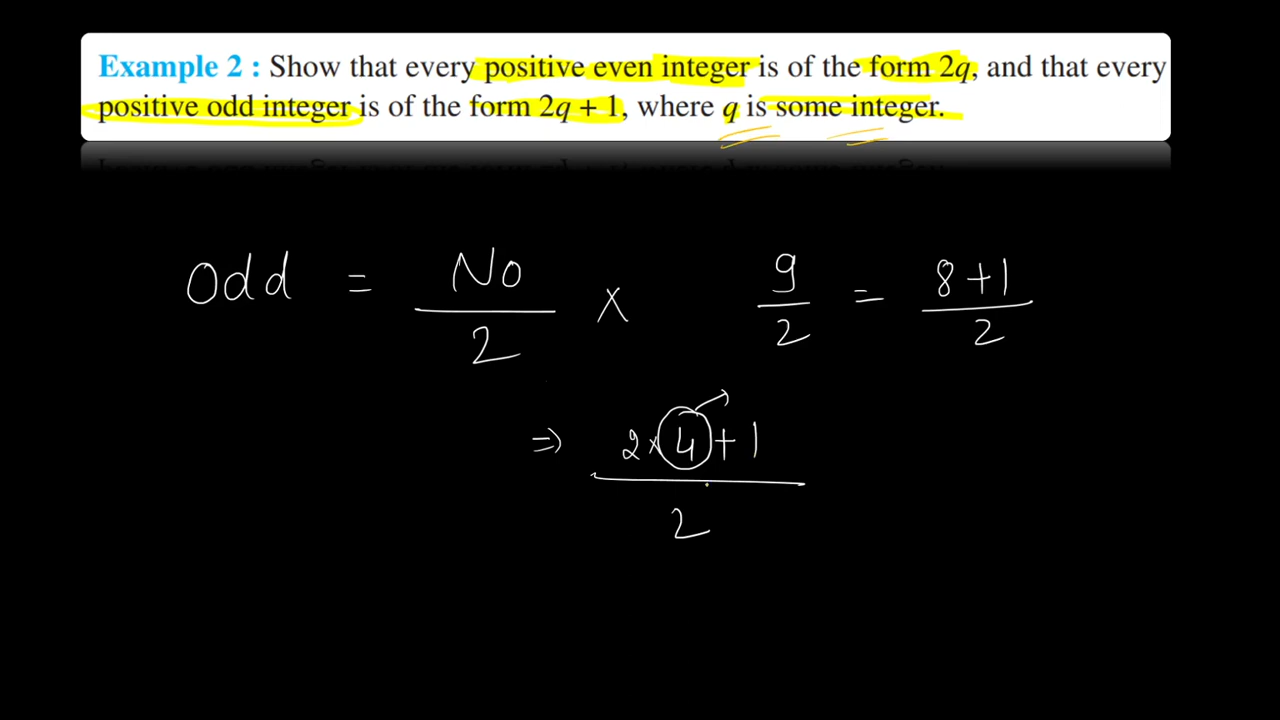 Example 2 : Show that every positive even integer is of the form 2q, and that every
positive odd integer is of the form 2q + 1, where q is some integer.
Odd = No/2 × 9/2 = 8+1/2
⇒ 2×4+1/2